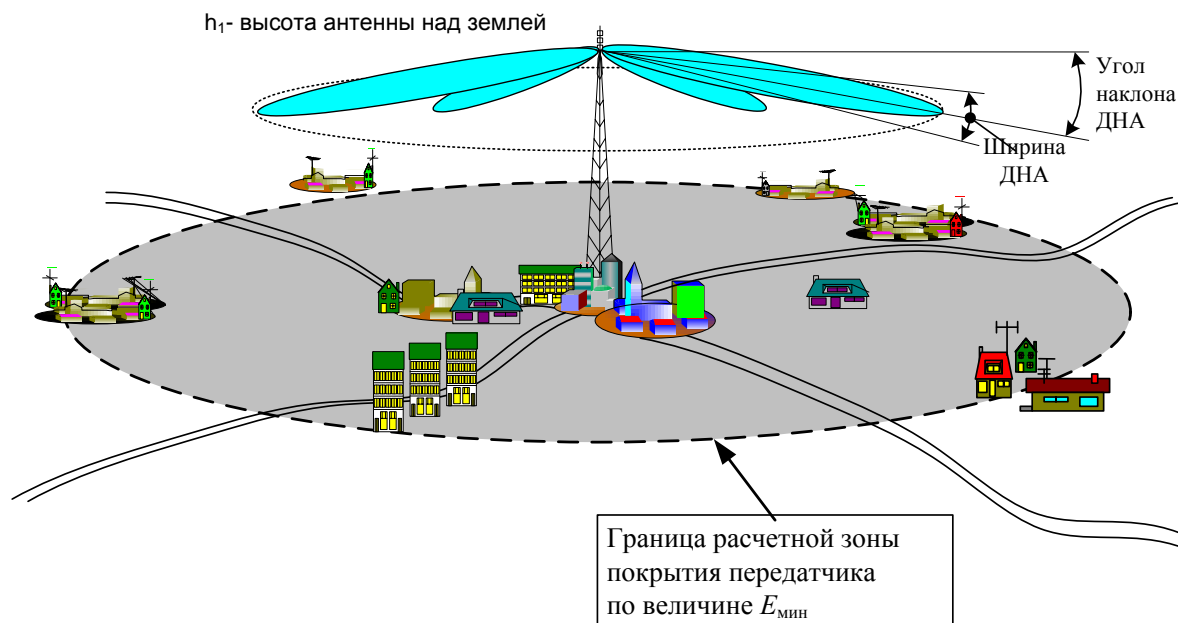 h₁- высота антенны над землей
Угол
наклона
ДНА
Ширина
ДНА
Граница расчетной зоны
покрытия передатчика
по величине Eмин